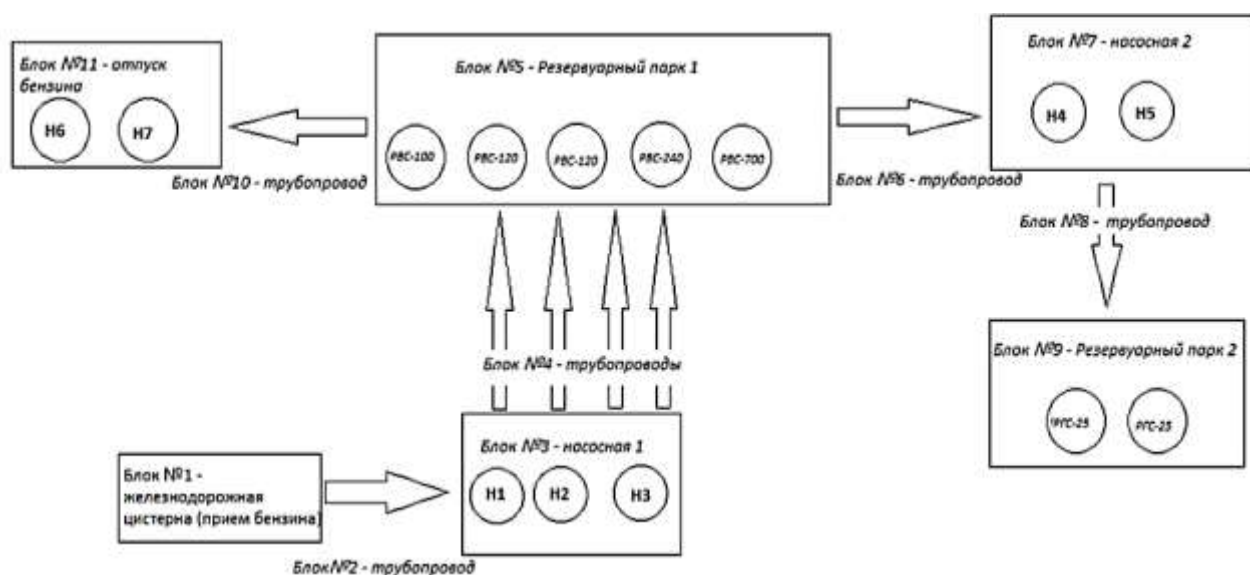 Блок №11 - отпуск
бензина
Н6
Н7
Блок №10 - трубопровод
Блок №5 - Резервуарный парк 1
РВС-100
РВС-120
РВС-120
РВС-240
РВС-700
Блок №6 - трубопровод
Блок №7 - насосная 2
Н4
Н5
Блок №8 - трубопровод
Блок №9 - Резервуарный парк 2
РГС-25
РГС-25
Блок №4 - трубопроводы
Блок №3 - насосная 1
Н1
Н2
Н3
Блок №1 -
железнодорожная
цистерна (прием бензина)
Блок№2 - трубопровод